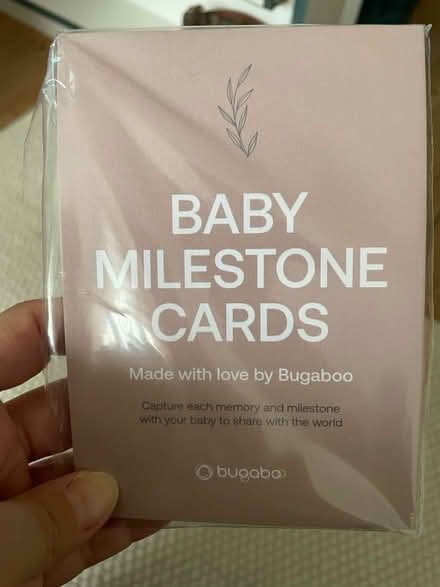 BABY
MILESTONE
CARDS
Made with love by Bugaboo
Capture each memory and milestone
with your baby to share with the world
bugaboo